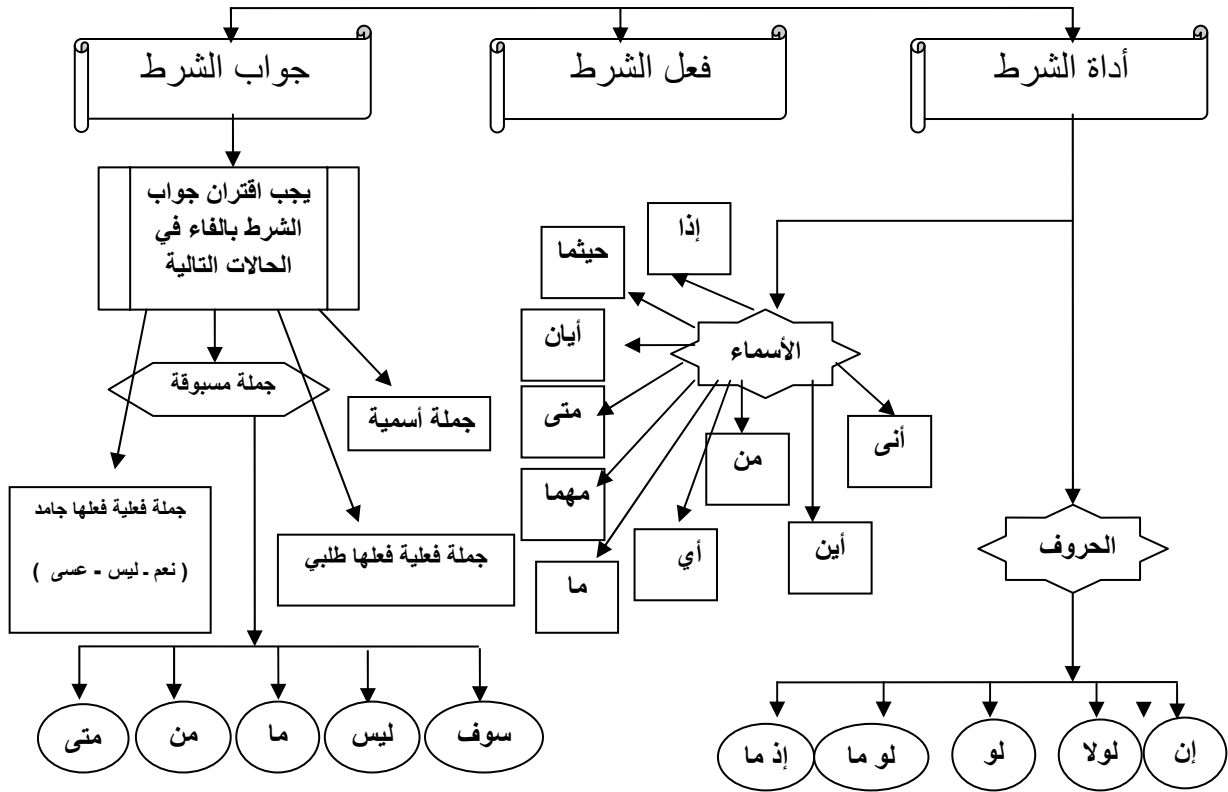 أداة الشرط
فعل الشرط
جواب الشرط
يجب اقتران جواب
الشرط بالفاء في
الحالات التالية
إذا
حيثما
أيان
الأسماء
متى
مهما
ما
أي
من
أين
أنى
جملة مسبوقة
جملة أسمية
جملة فعلية فعلها جامد
( نعم - ليس - عسى )
جملة فعلية فعلها طلبي
الحروف
إن
لولا
لو
لو ما
إذ ما
سوف
ليس
ما
من
متى